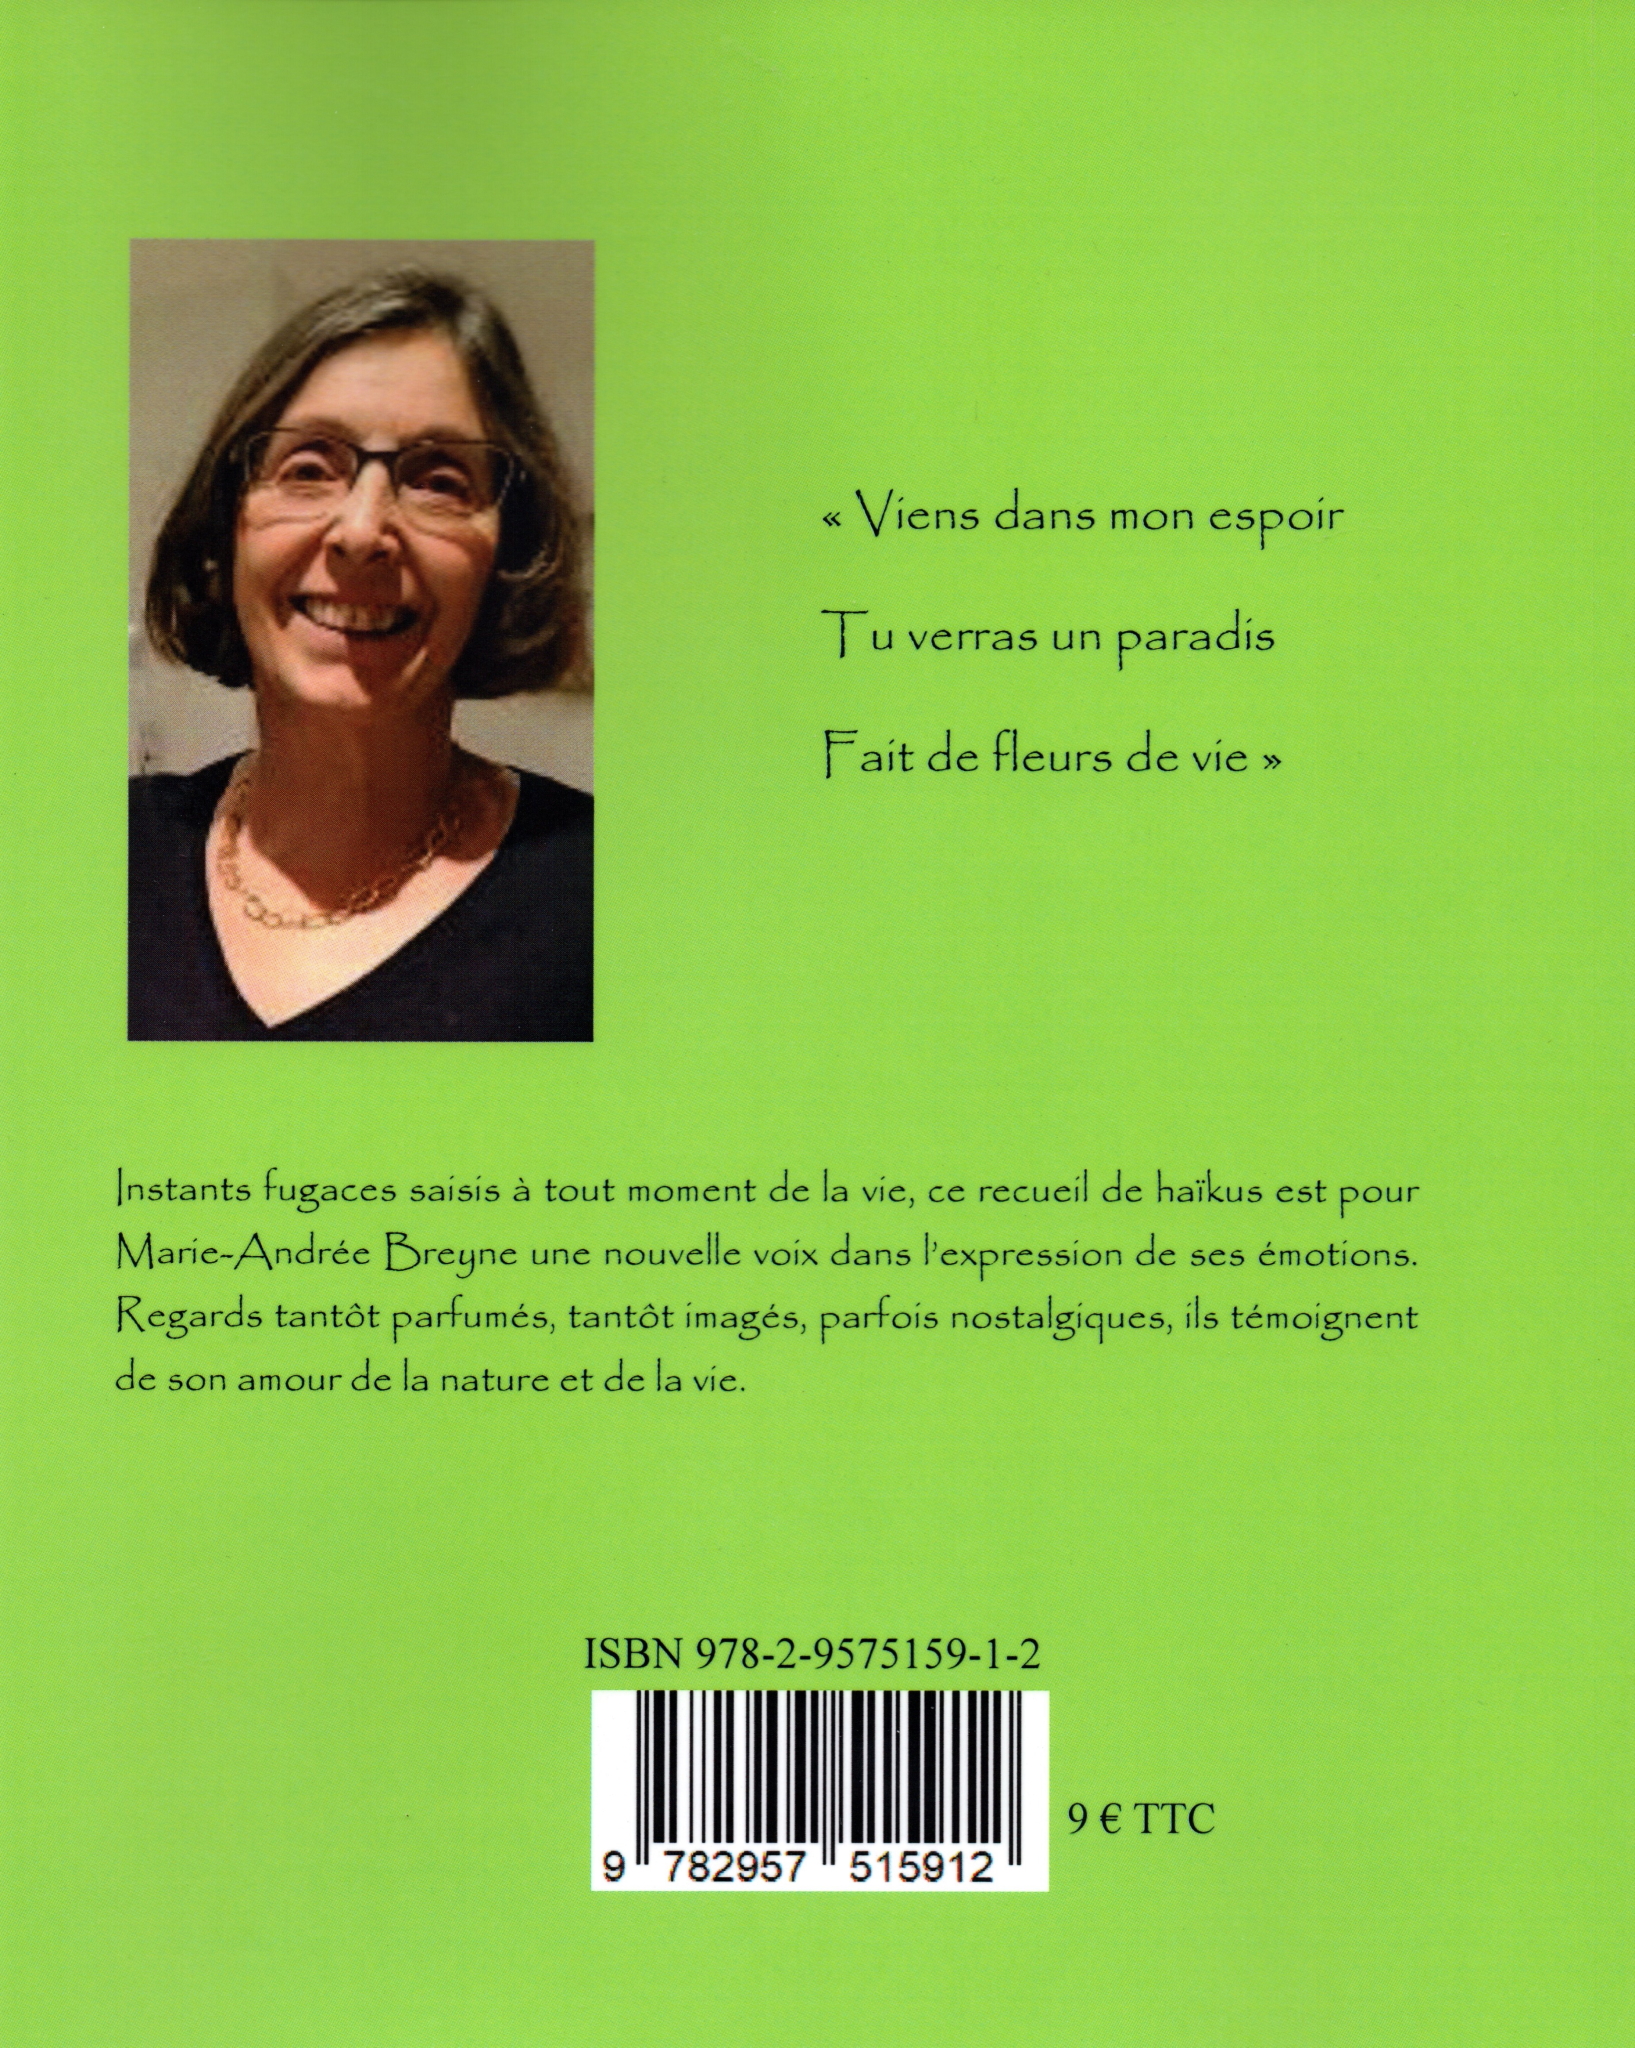 « Viens dans mon espoir
Tu verras un paradis
Fait de fleurs de vie »
Instants fugaces saisis à tout moment de la vie, ce recueil de haïkus est pour
Marie-Andrée Breyne une nouvelle voix dans l'expression de ses émotions.
Regards tantôt parfumés, tantôt imagés, parfois nostalgiques, ils témoignent
de son amour de la nature et de la vie.
ISBN 978-2-9575159-1-2
9 € TTC
9 782957 515912